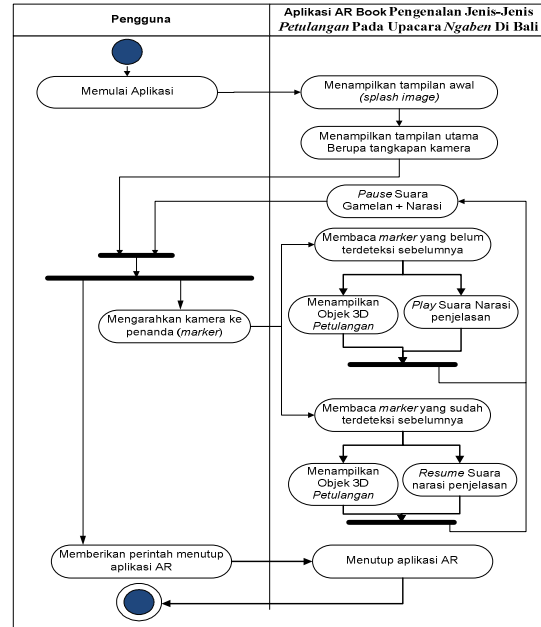 Pengguna
Aplikasi AR Book Pengenalan Jenis-Jenis
Petulangan Pada Upacara Ngaben Di Bali
Memulai Aplikasi
Menampilkan tampilan awal
(splash image)
Menampilkan tampilan utama
Berupa tangkapan kamera
Pause Suara
Gamelan + Narasi
Membaca marker yang belum
terdeteksi sebelumnya
Mengarahkan kamera ke
penanda (marker)
Menampilkan
Objek 3D
Petulangan
Play Suara Narasi
penjelasan
Membaca marker yang sudah
terdeteksi sebelumnya
Menampilkan
Objek 3D
Petulangan
Resume Suara
narasi penjelasan
Memberikan perintah menutup
aplikasi AR
Menutup aplikasi AR